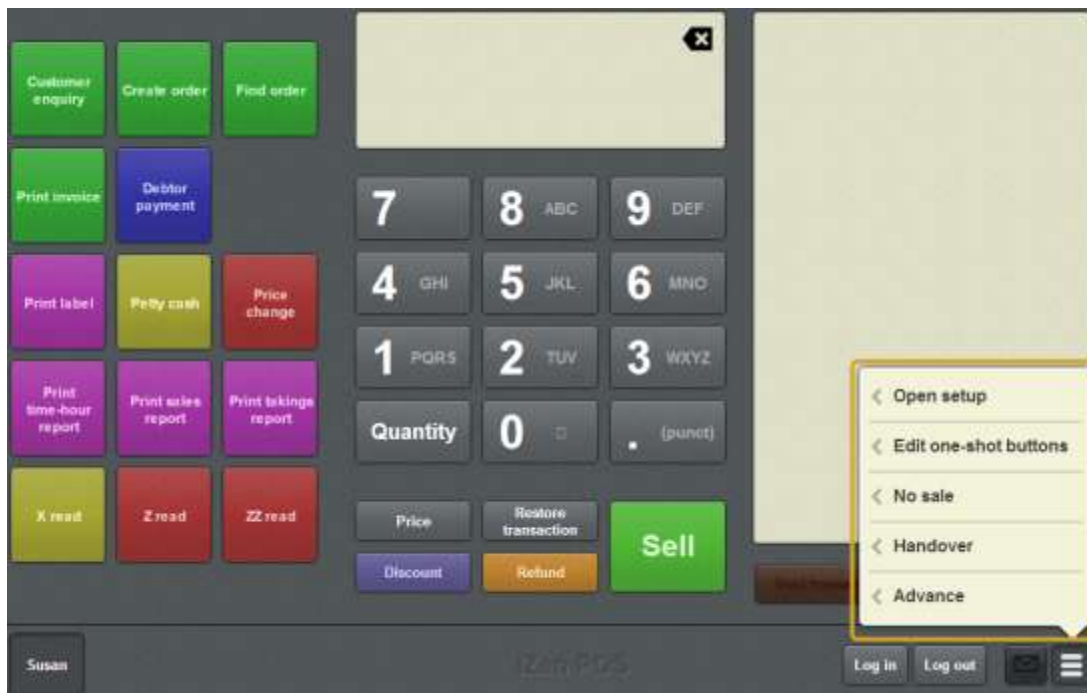 Customer
enquiry
Create order
Find order
Print invoice
Debtor
payment
Print label
Petty cash
Price
change
Print
time-hour
report
Print sales
report
Print takings
report
X read
Z read
ZZ read
7
8 ABC
9 DEF
4 GHI
5 JKL
6 MNO
1 PQRS
2 TUV
3 WXYZ
Quantity
0
. (punct)
Price
Restore
transaction
Sell
Discount
Refund
Open setup
Edit one-shot buttons
No sale
Handover
Advance
Susan
Log in
Log out